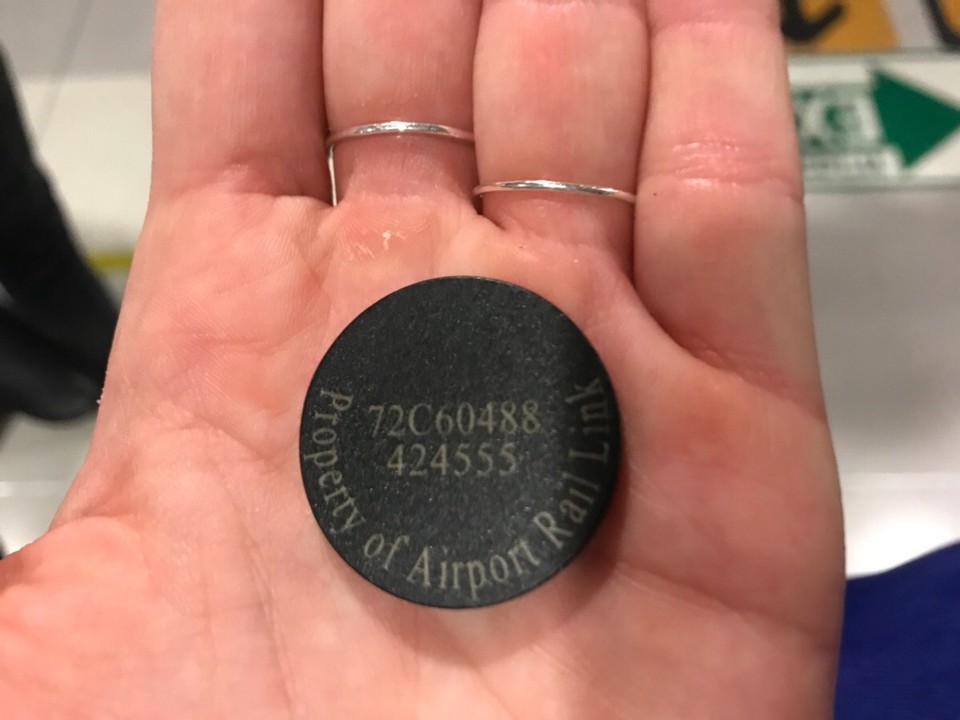 72C60488
424555
Property of Airport Rail Link